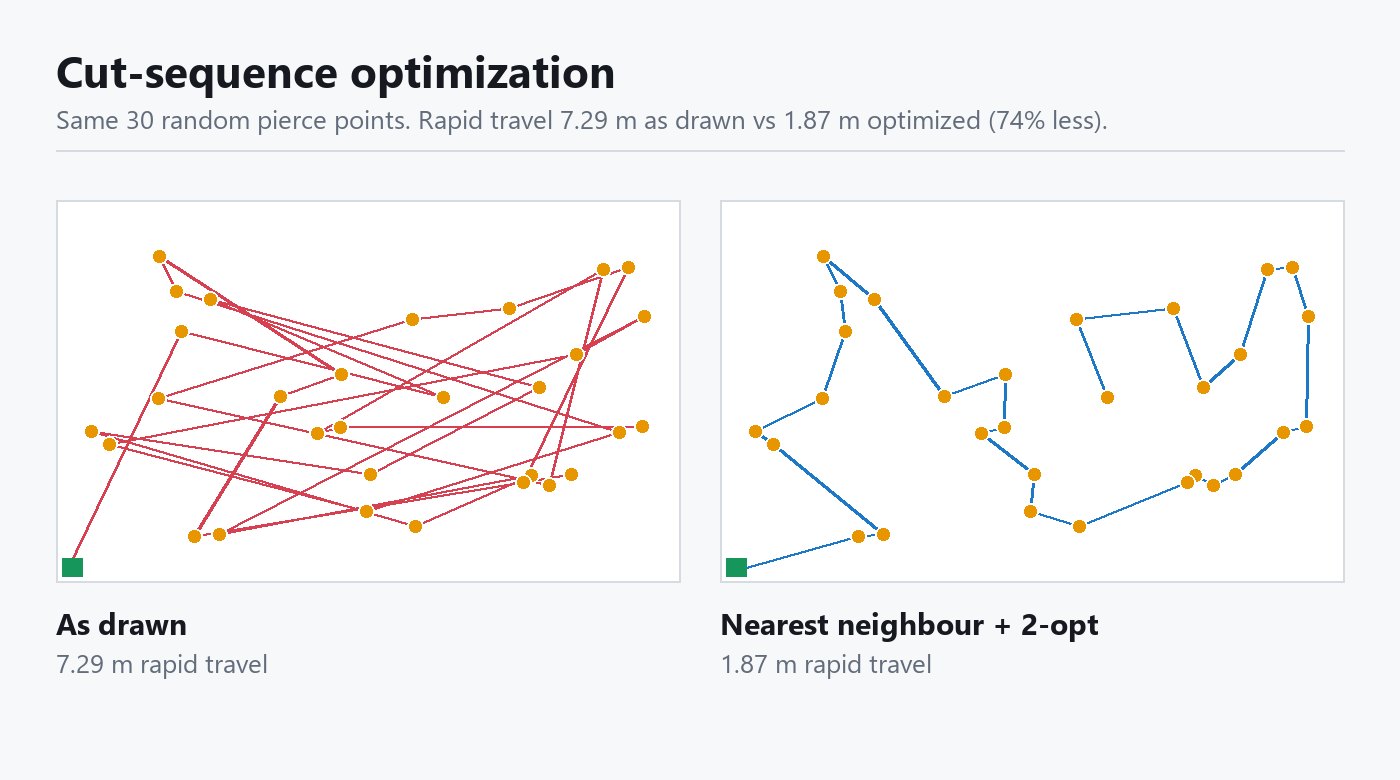 Cut-sequence optimization
Same 30 random pierce points. Rapid travel 7.29 m as drawn vs 1.87 m optimized (74% less).
As drawn
7.29 m rapid travel
Nearest neighbour + 2-opt
1.87 m rapid travel